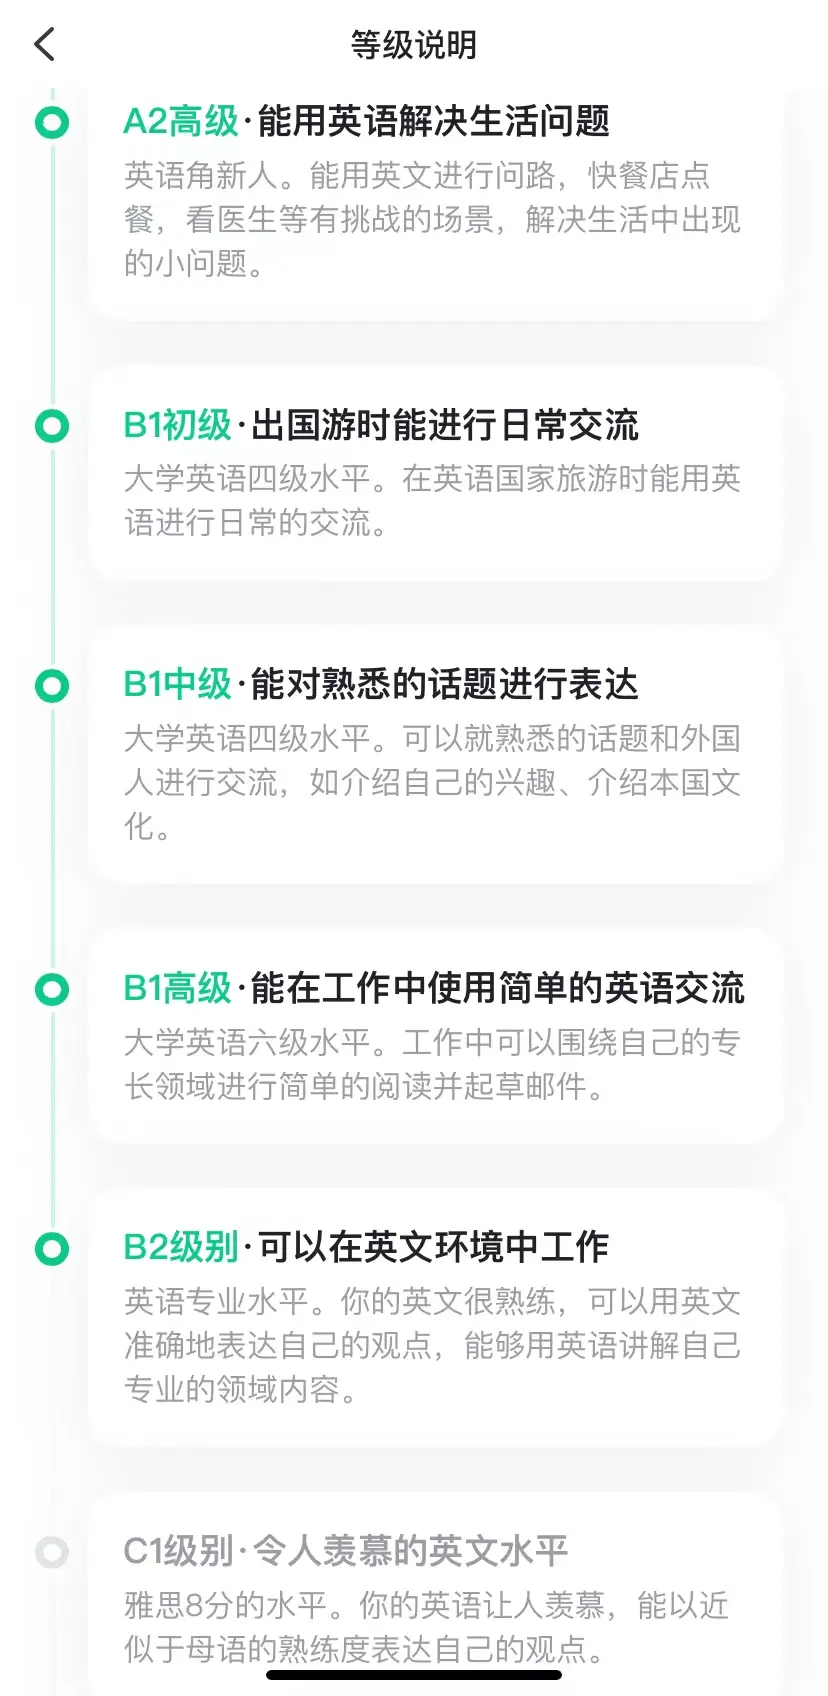 等级说明
A2高级·能用英语解决生活问题
英语角新人。能用英文进行问路，快餐店点
餐，看医生等有挑战的场景，解决生活中出现
的小问题。
B1初级·出国游时能进行日常交流
大学英语四级水平。在英语国家旅游时能用英
语进行日常的交流。
B1中级·能对熟悉的话题进行表达
大学英语四级水平。可以就熟悉的话题和外国
人进行交流，如介绍自己的兴趣、介绍本国文
化。
B1高级·能在工作中使用简单的英语交流
大学英语六级水平。工作中可以围绕自己的专
长领域进行简单的阅读并起草邮件。
B2级别·可以在英文环境中工作
英语专业水平。你的英文很熟练，可以用英文
准确地表达自己的观点，能够用英语讲解自己
专业的领域内容。
C1级别·令人羡慕的英文水平
雅思8分的水平。你的英语让人羡慕，能以近
似于母语的熟练度表达自己的观点。